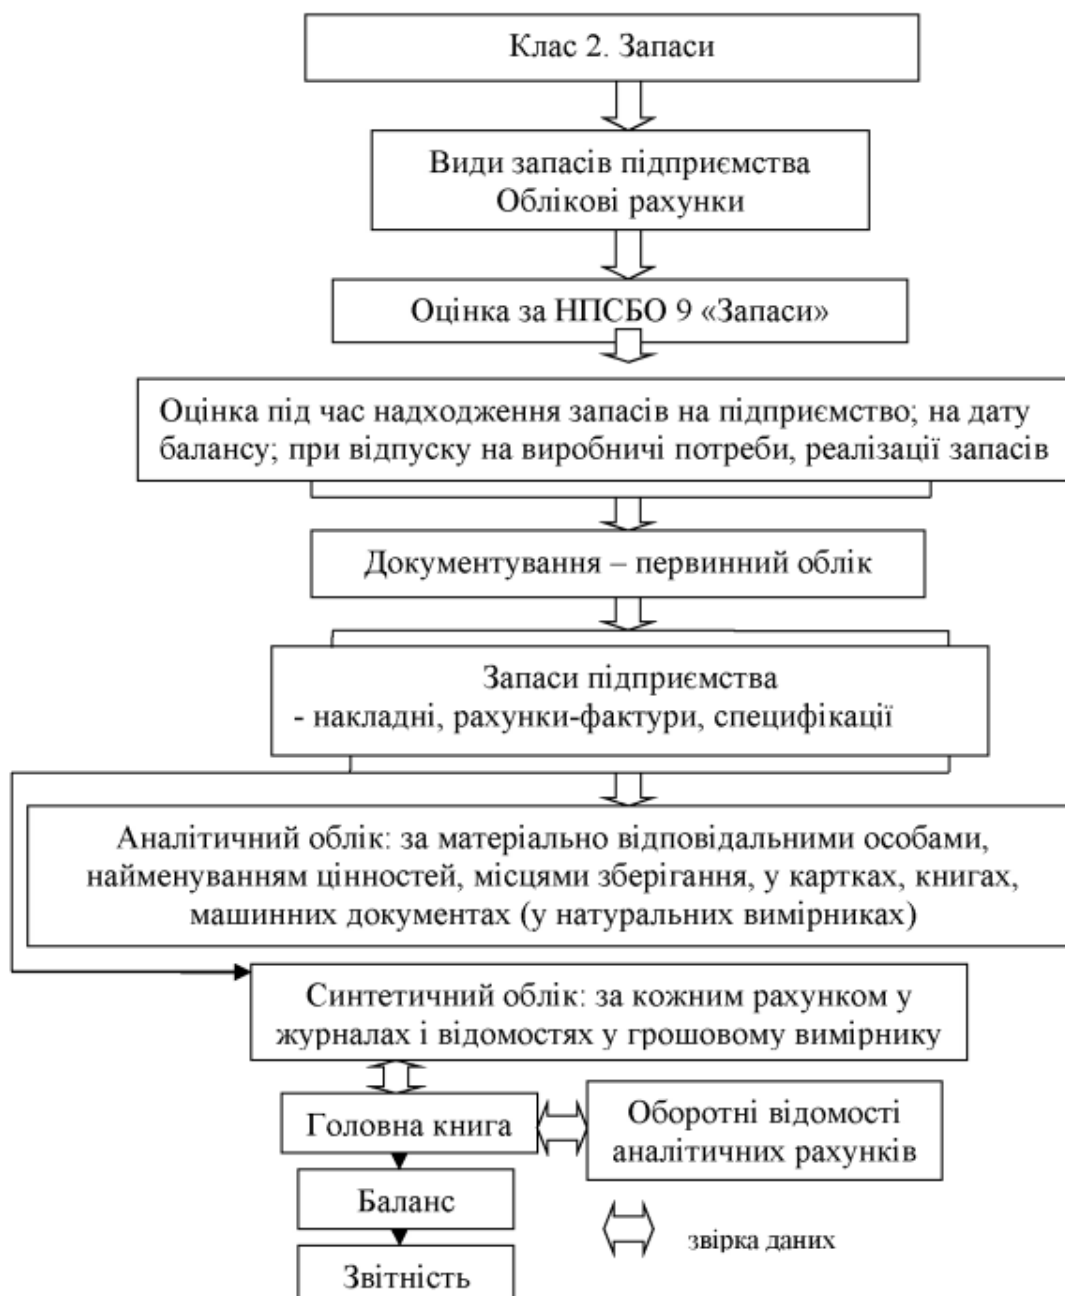 Клас 2. Запаси
Види запасів підприємства
Облікові рахунки
Оцінка за НПСБО 9 «Запаси»
Оцінка під час надходження запасів на підприємство; на дату
балансу; при відпуску на виробничі потреби, реалізації запасів
Документування – первинний облік
Запаси підприємства
- накладні, рахунки-фактури, специфікації
Аналітичний облік: за матеріально відповідальними особами,
найменуванням цінностей, місцями зберігання, у картках, книгах,
машинних документах (у натуральних вимірниках)
Синтетичний облік: за кожним рахунком у
журналах і відомостях у грошовому вимірнику
Головна книга
Оборотні відомості
аналітичних рахунків
Баланс
звірка даних
Звітність